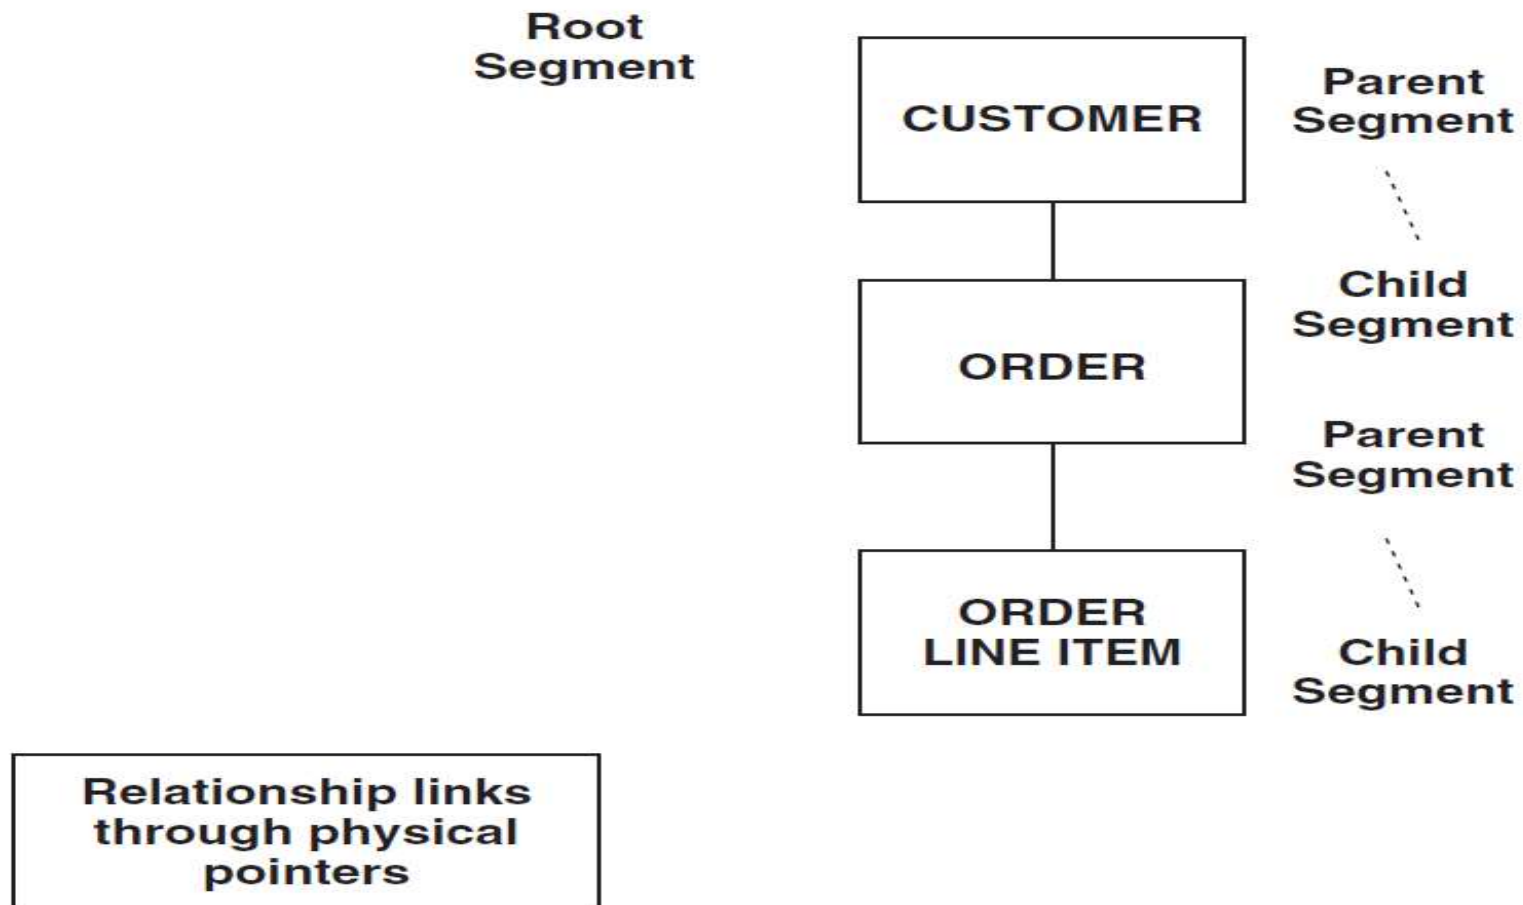 Root
Segment
CUSTOMER
Parent
Segment
Child
Segment
ORDER
Parent
Segment
ORDER
LINE ITEM
Child
Segment
Relationship links
through physical
pointers